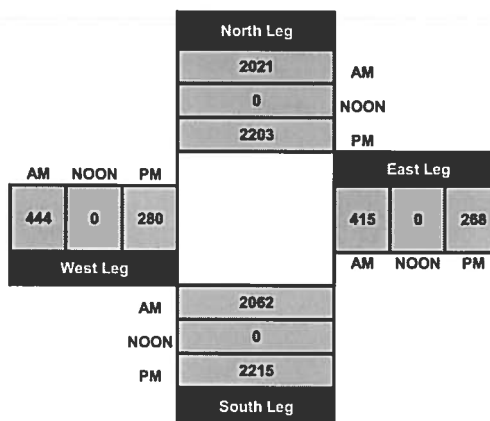 North Leg
2021 AM
0 NOON
2203 PM
AM NOON PM
East Leg
444 0 280
415 0 268
West Leg
AM NOON PM
AM 2062
NOON 0
PM 2215
South Leg